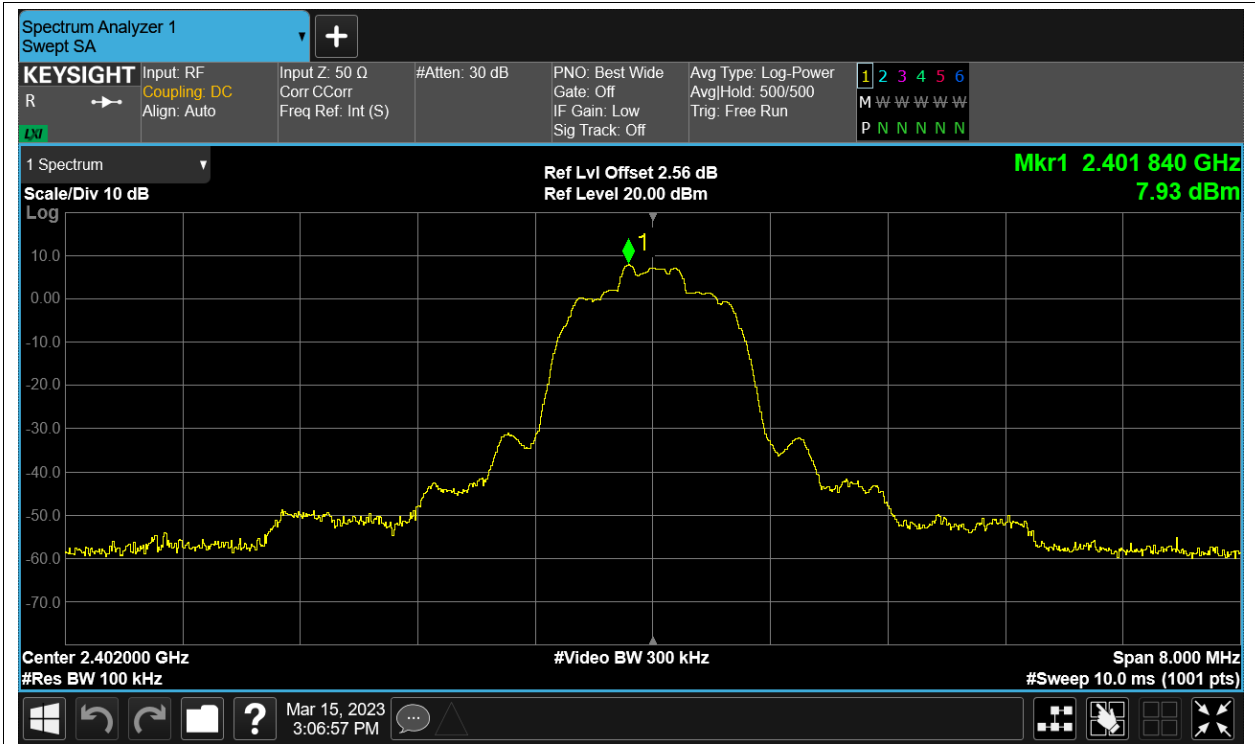 Spectrum Analyzer 1
Swept SA
KEYSIGHT
R
LXI
Input: RF
Coupling: DC
Align: Auto
Input Z: 50 Ω
Corr CCorr
Freq Ref: Int (S)
#Atten: 30 dB
PNO: Best Wide
Gate: Off
IF Gain: Low
Sig Track: Off
Avg Type: Log-Power
Avg|Hold: 500/500
Trig: Free Run
1 2 3 4 5 6
M W W W W W
P N N N N N
1 Spectrum
Scale/Div 10 dB
Log
Ref Lvl Offset 2.56 dB
Ref Level 20.00 dBm
Mkr1 2.401 840 GHz
7.93 dBm
1
10.0
0.00
-10.0
-20.0
-30.0
-40.0
-50.0
-60.0
-70.0
Center 2.402000 GHz
#Video BW 300 kHz
Span 8.000 MHz
#Res BW 100 kHz
#Sweep 10.0 ms (1001 pts)
?
Mar 15, 2023
3:06:57 PM